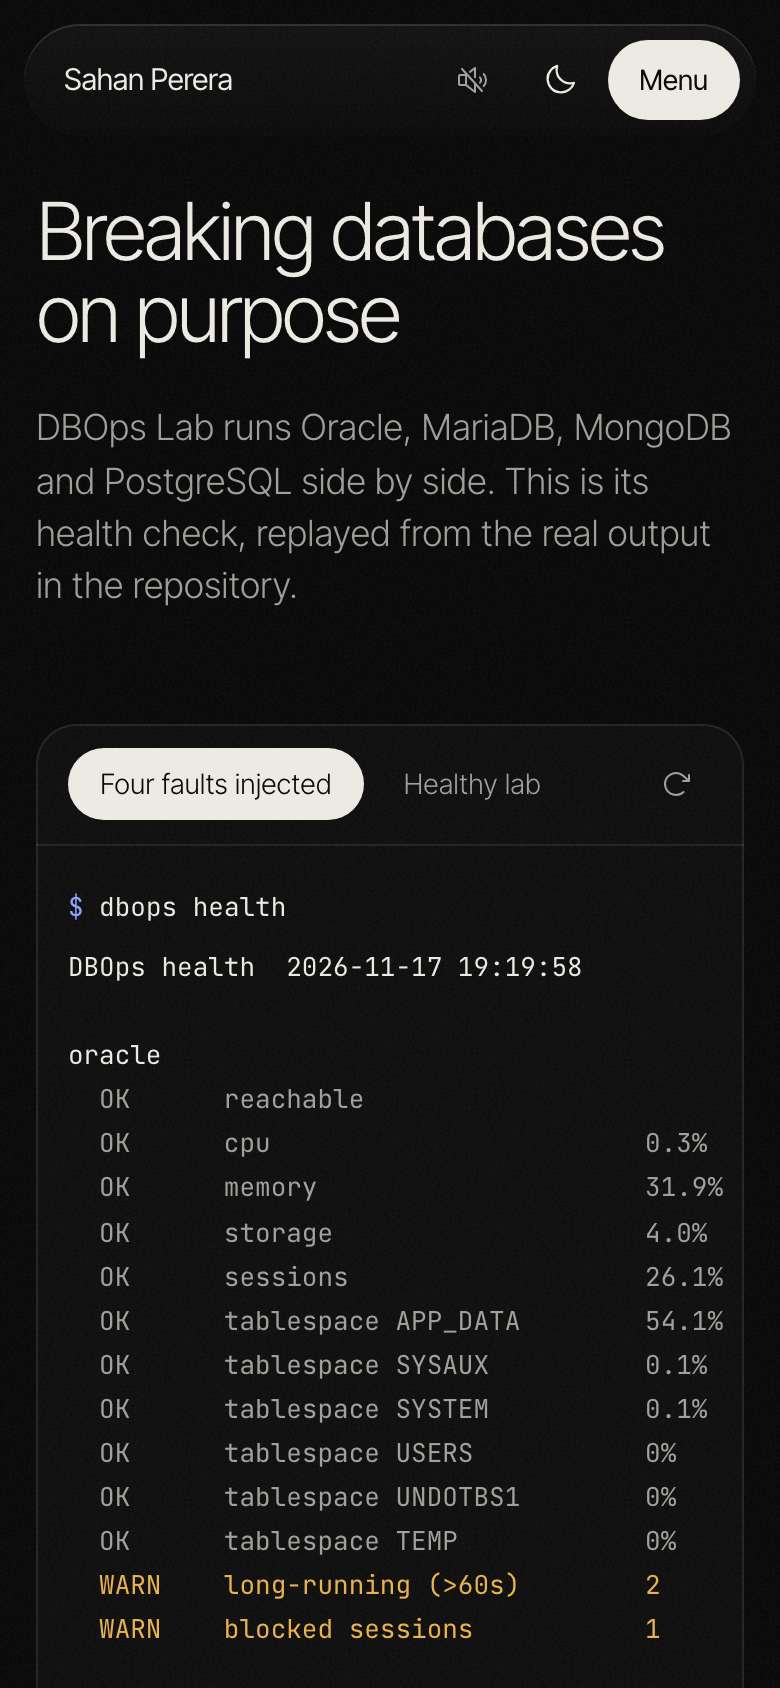 Sahan Perera
Menu
Breaking databases
on purpose
DBOps Lab runs Oracle, MariaDB, MongoDB
and PostgreSQL side by side. This is its
health check, replayed from the real output
in the repository.
Four faults injected
Healthy lab
$ dbops health
DBOps health  2026-11-17 19:19:58
oracle
OK reachable
OK cpu 0.3%
OK memory 31.9%
OK storage 4.0%
OK sessions 26.1%
OK tablespace APP_DATA 54.1%
OK tablespace SYSAUX 0.1%
OK tablespace SYSTEM 0.1%
OK tablespace USERS 0%
OK tablespace UNDOTBS1 0%
OK tablespace TEMP 0%
WARN long-running (>60s) 2
WARN blocked sessions 1